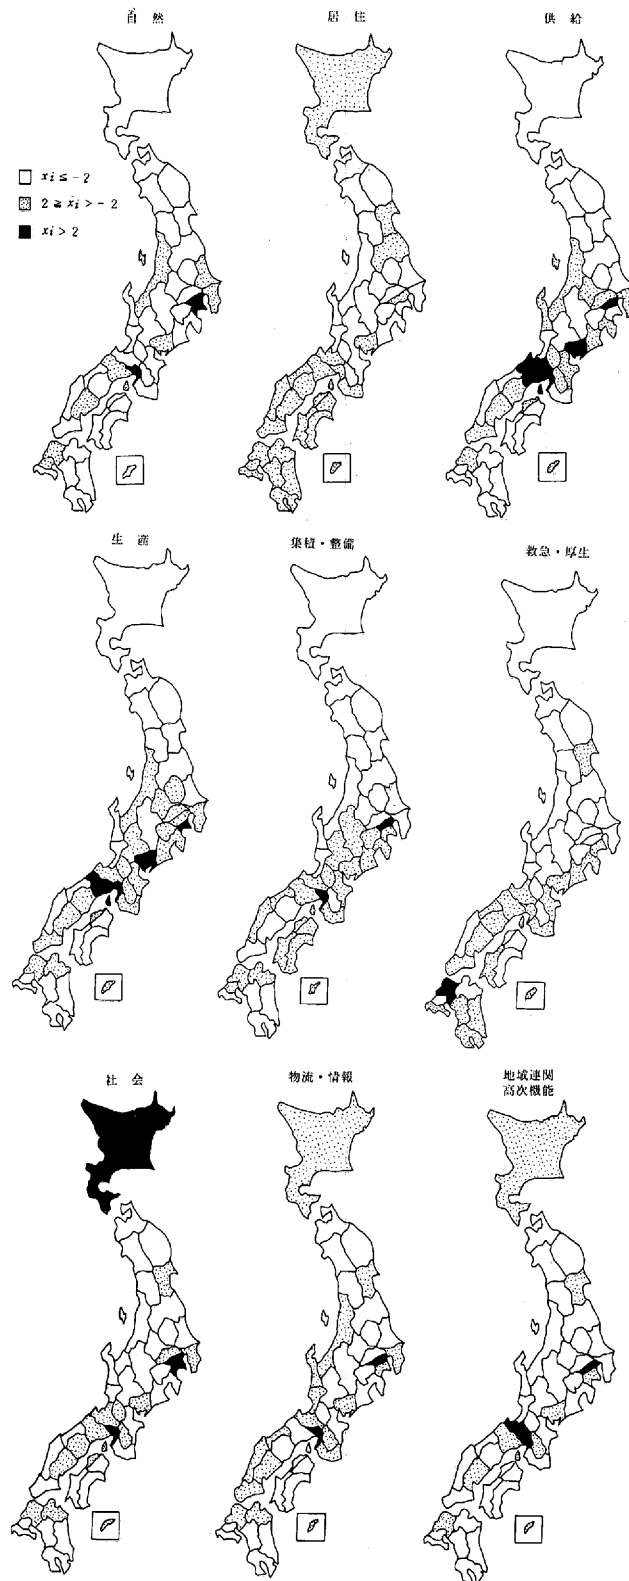 自然
居住
供給
xi ≤ -2
2 ≥ xi > -2
xi > 2
生産
集積・整備
救急・厚生
社会
物流・情報
地域連関
高次機能